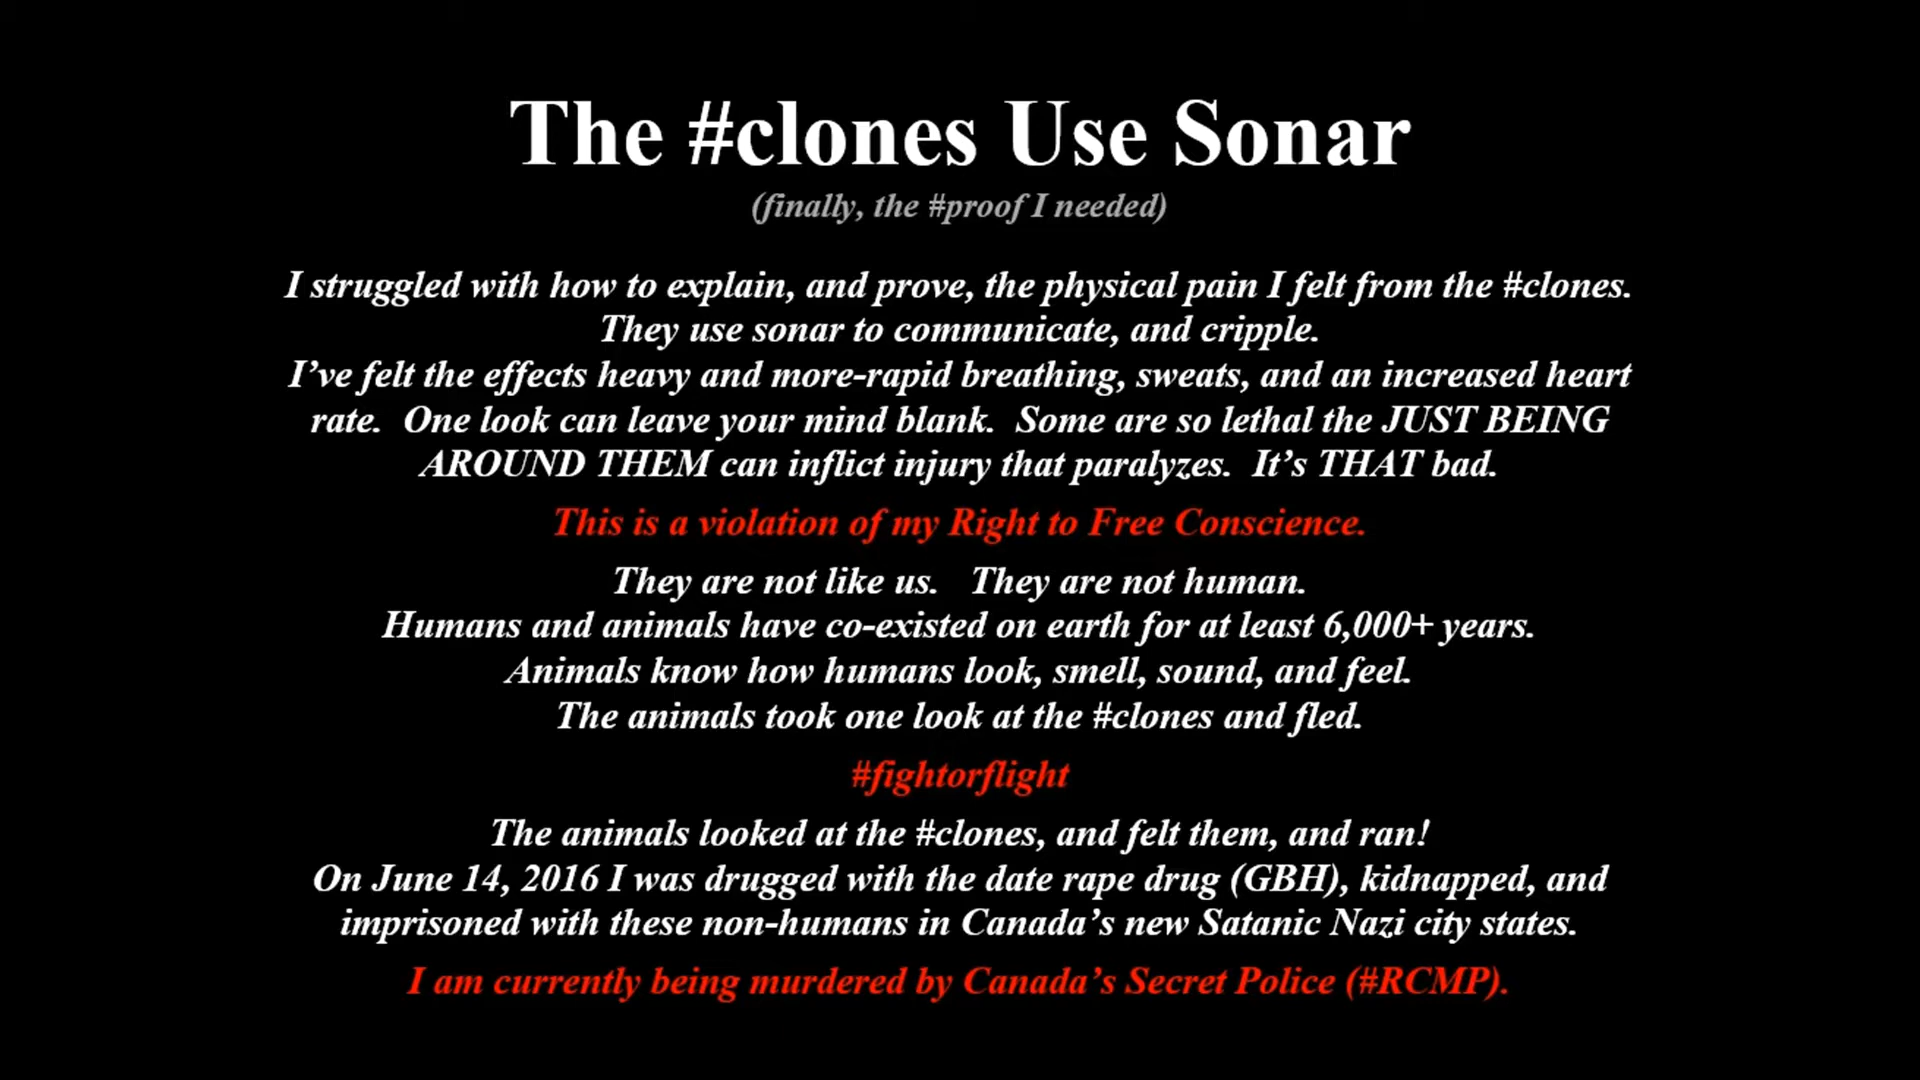 The #clones Use Sonar
(finally, the #proof I needed)
I struggled with how to explain, and prove, the physical pain I felt from the #clones.
They use sonar to communicate, and cripple.
I’ve felt the effects heavy and more-rapid breathing, sweats, and an increased heart
rate.  One look can leave your mind blank.  Some are so lethal the JUST BEING
AROUND THEM can inflict injury that paralyzes.  It’s THAT bad.
This is a violation of my Right to Free Conscience.
They are not like us.   They are not human.
Humans and animals have co-existed on earth for at least 6,000+ years.
Animals know how humans look, smell, sound, and feel.
The animals took one look at the #clones and fled.
#fightorflight
The animals looked at the #clones, and felt them, and ran!
On June 14, 2016 I was drugged with the date rape drug (GBH), kidnapped, and
imprisoned with these non-humans in Canada’s new Satanic Nazi city states.
I am currently being murdered by Canada’s Secret Police (#RCMP).